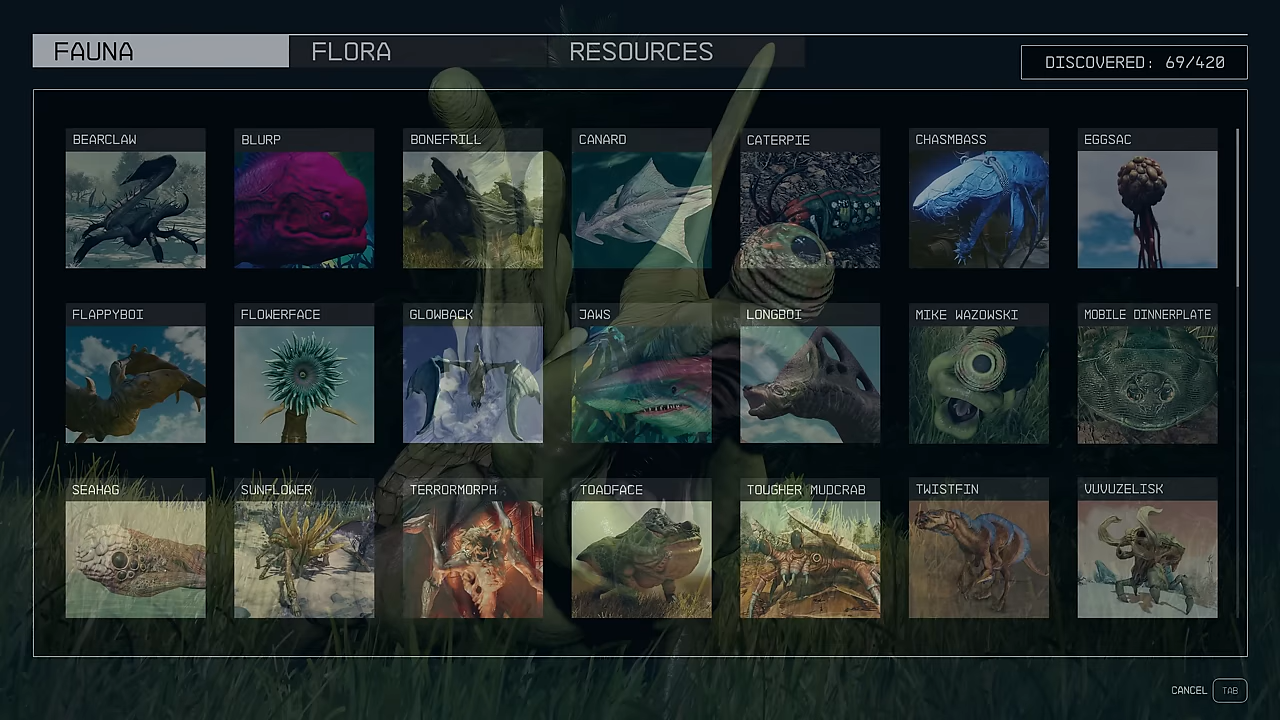 FAUNA
FLORA
RESOURCES
DISCOVERED: 69/420
BEARCLAW
BLURP
BONEFRILL
CANARD
CATERPIE
CHASMBASS
EGGSAC
FLAPPYBOI
FLOWERFACE
GLOWBACK
JAWS
LONGBOI
MIKE WAZOWSKI
MOBILE DINNERPLATE
SEAHAG
SUNFLOWER
TERRORMORPH
TOADFACE
TOUGHER MUDCRAB
TWISTFIN
VUVUZELISK
CANCEL TAB